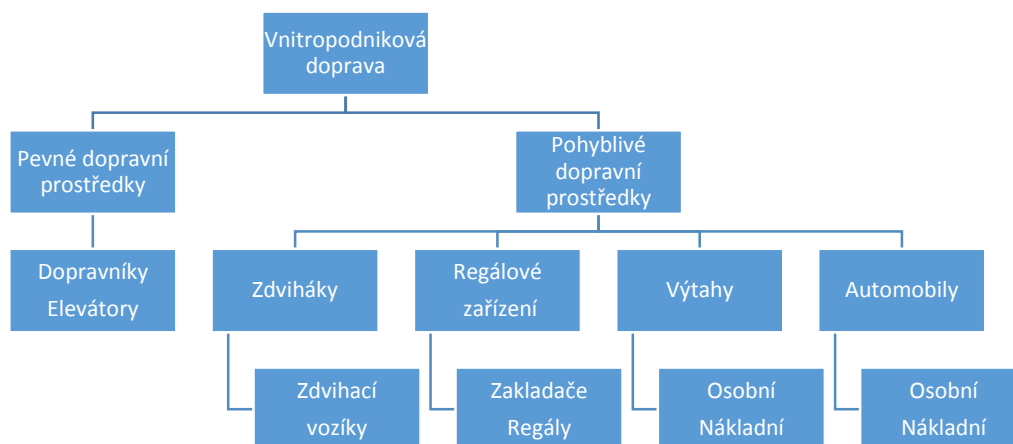 Vnitropodniková
doprava
Pevné dopravní
prostředky
Pohyblivé
dopravní
prostředky
Dopravníky
Elevátory
Zdviháky
Regálové
zařízení
Výtahy
Automobily
Zdvihací
vozíky
Zakladače
Regály
Osobní
Nákladní
Osobní
Nákladní